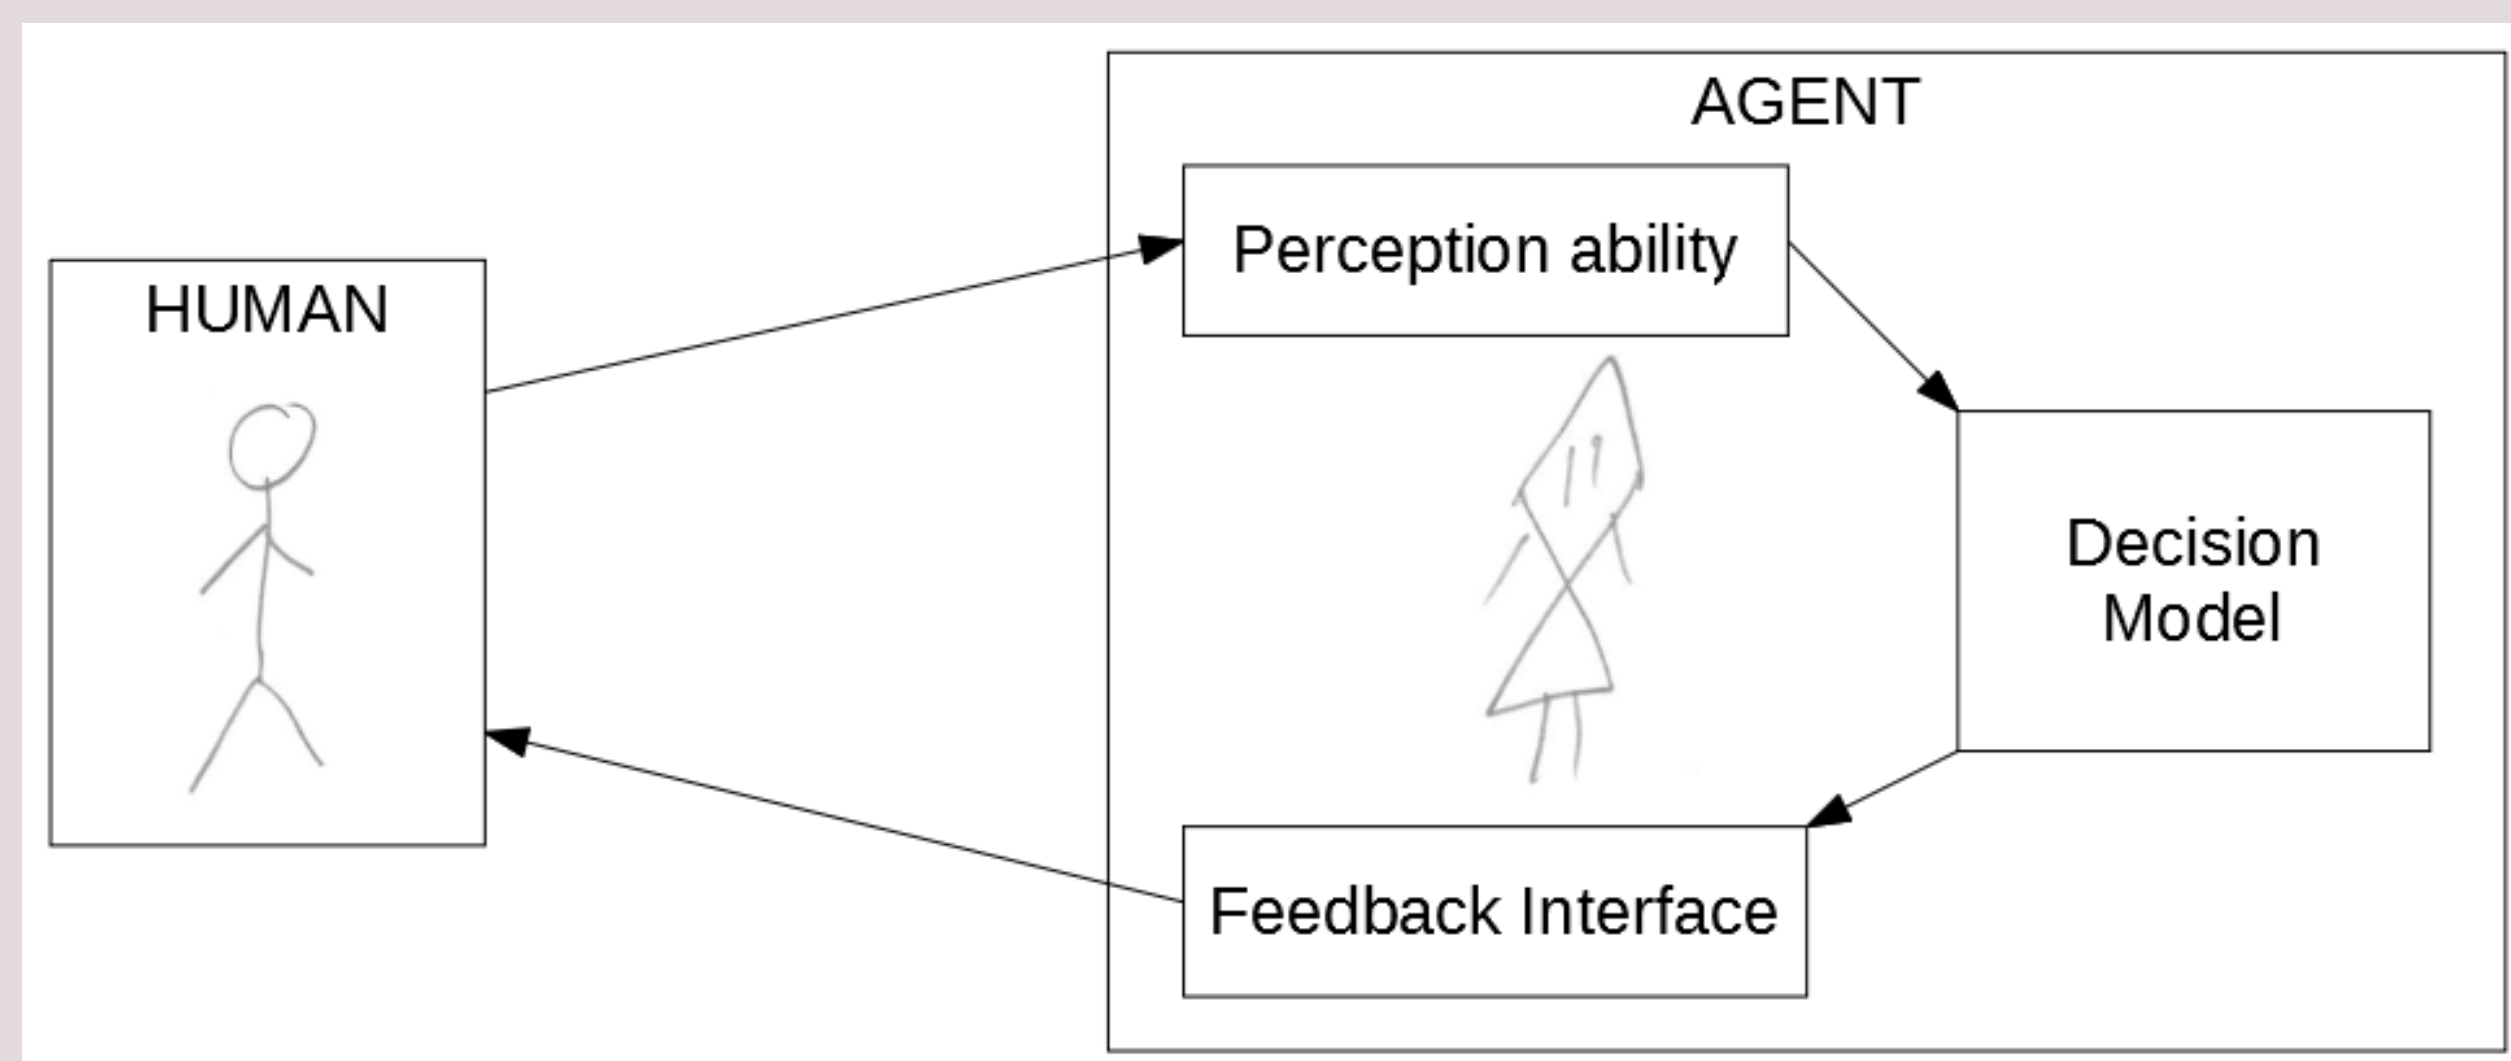 AGENT
Perception ability
HUMAN
Decision
Model
Feedback Interface